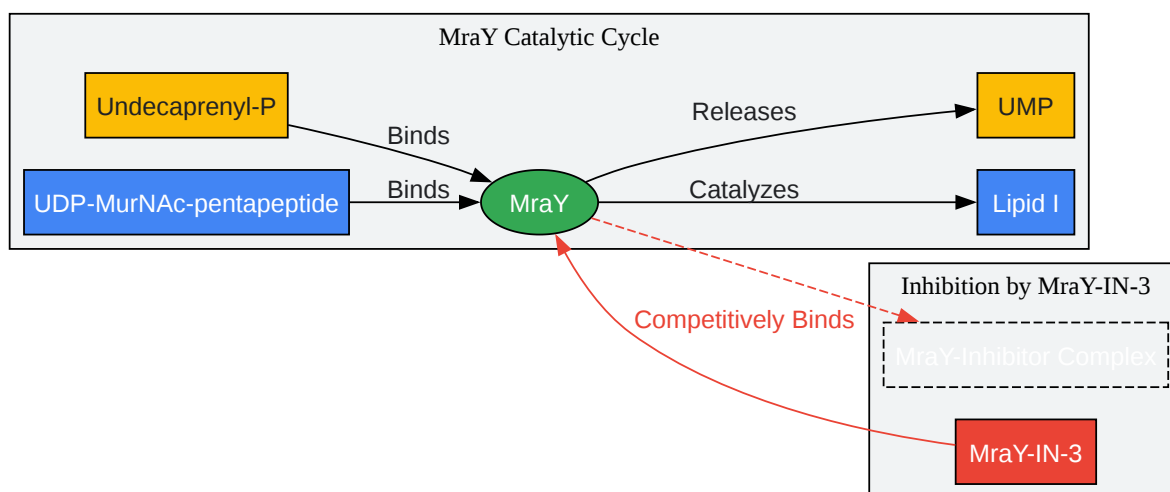 MraY Catalytic Cycle
Undecaprenyl-P
Binds
Releases
UMP
UDP-MurNAc-pentapeptide
Binds
MraY
Catalyzes
Lipid I
Inhibition by MraY-IN-3
Competitively Binds
MraY-Inhibitor Complex
MraY-IN-3